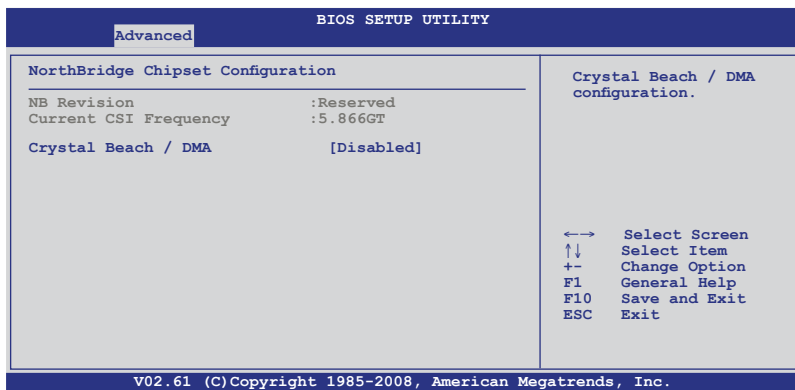 BIOS SETUP UTILITY
Advanced
NorthBridge Chipset Configuration
NB Revision :Reserved
Current CSI Frequency :5.866GT
Crystal Beach / DMA [Disabled]
Crystal Beach / DMA
configuration.
←→ Select Screen
↑↓ Select Item
+- Change Option
F1 General Help
F10 Save and Exit
ESC Exit
V02.61 (C)Copyright 1985-2008, American Megatrends, Inc.